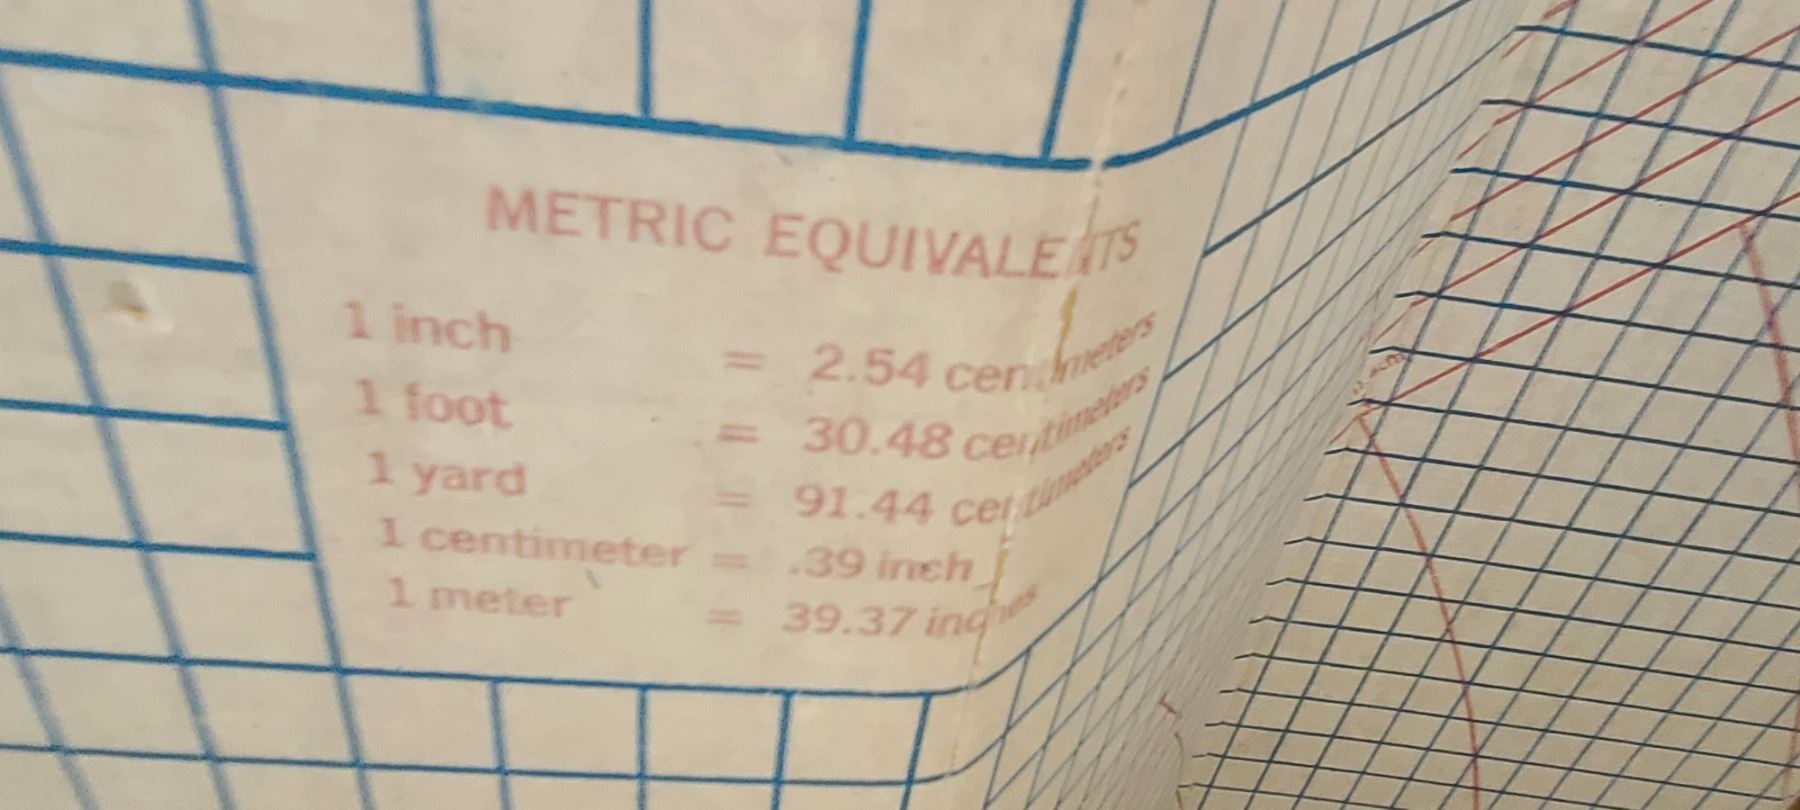 METRIC EQUIVALENTS
1 inch = 2.54 centimeters
1 foot = 30.48 centimeters
1 yard = 91.44 centimeters
1 centimeter = .39 inch
1 meter = 39.37 inches